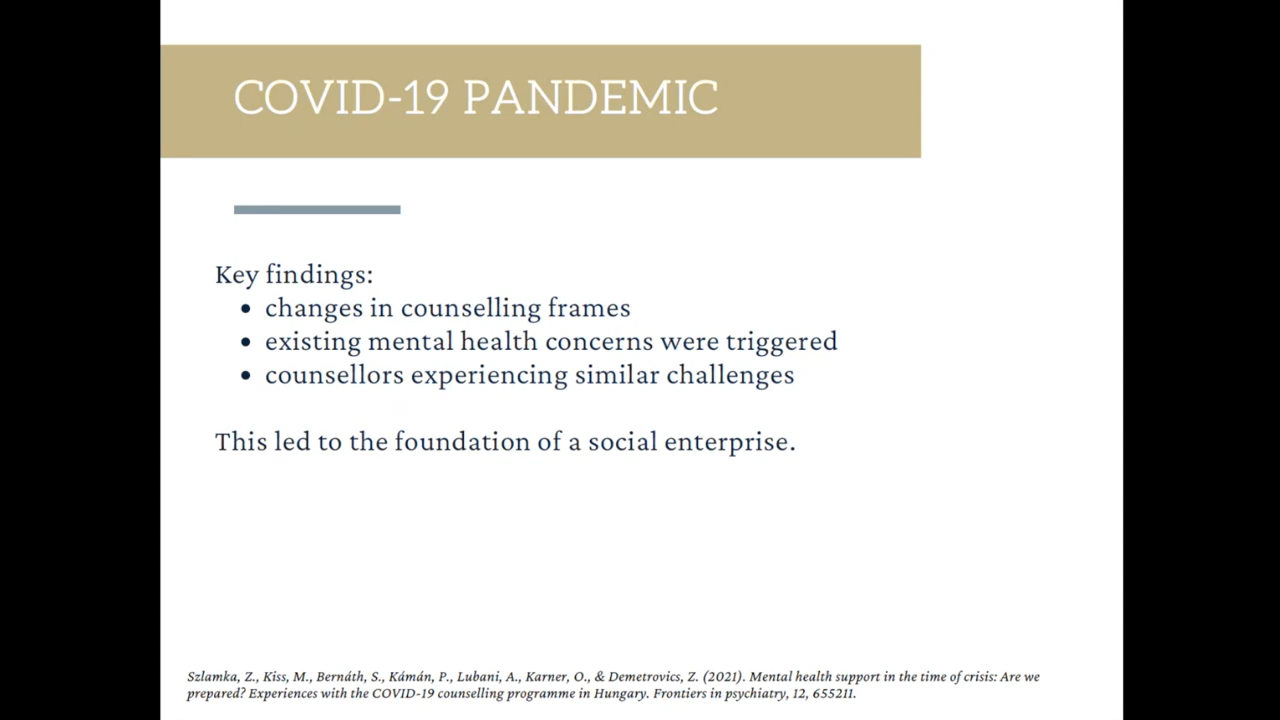 COVID-19 PANDEMIC
Key findings:
• changes in counselling frames
• existing mental health concerns were triggered
• counsellors experiencing similar challenges
This led to the foundation of a social enterprise.
Szlamka, Z., Kiss, M., Bernáth, S., Kámán, P., Lubani, A., Karner, O., & Demetrovics, Z. (2021). Mental health support in the time of crisis: Are we
prepared? Experiences with the COVID-19 counselling programme in Hungary. Frontiers in psychiatry, 12, 655211.